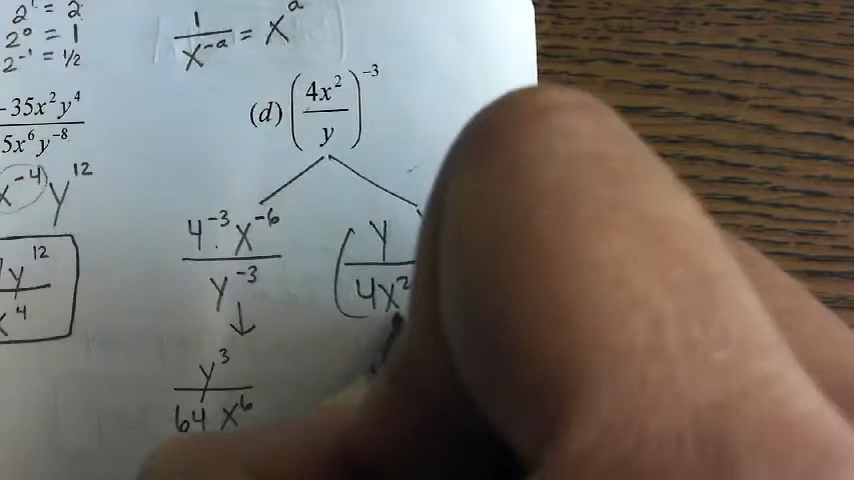 2¹ = 2
2⁰ = 1
2⁻¹ = 1/2
1/x⁻ᵃ = xᵃ
-35x²y⁴/5x⁶y⁻⁸
x⁻⁴ y¹²
7y¹²/x⁴
(d) (4x²/y)⁻³
4⁻³ · x⁻⁶/y⁻³
(y/4x²
y³/64x⁶